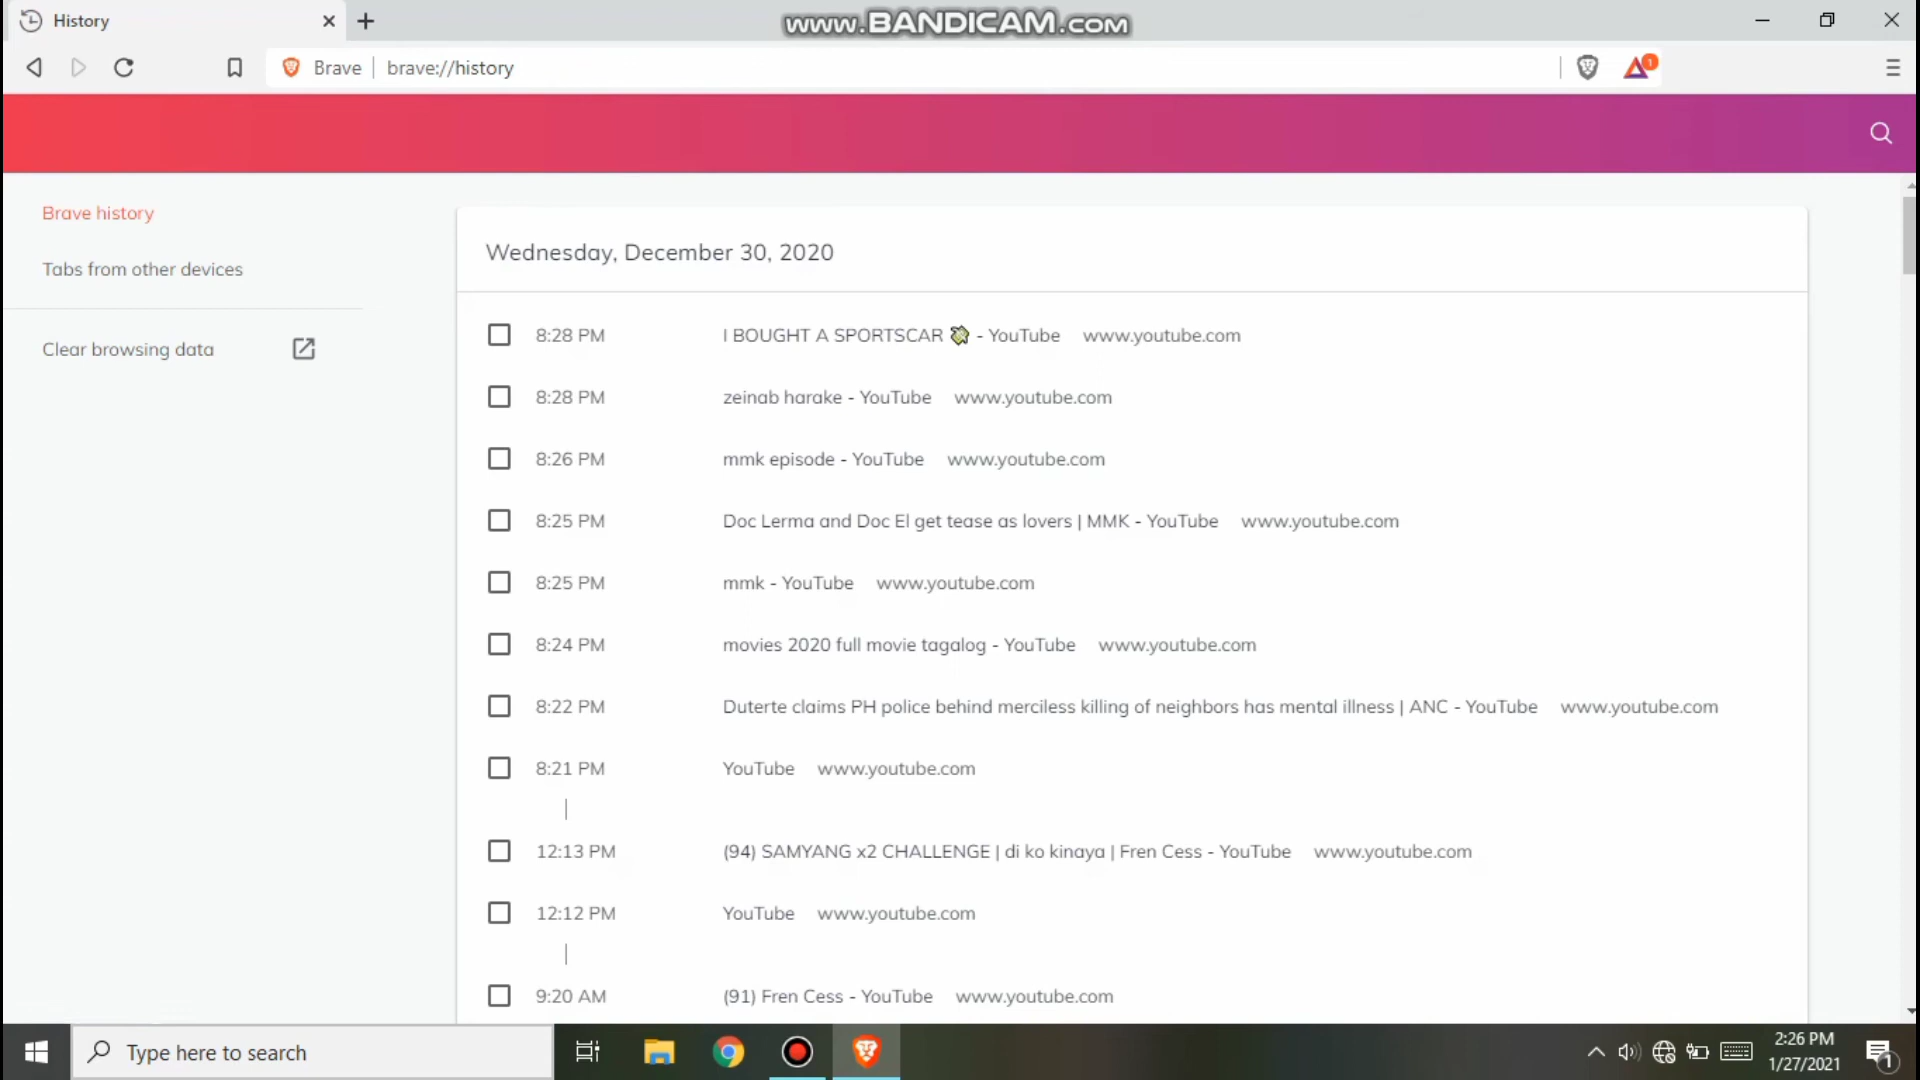 History
www.BANDICAM.com
Brave
brave://history
1
Brave history
Tabs from other devices
Clear browsing data
Wednesday, December 30, 2020
8:28 PM I BOUGHT A SPORTSCAR 💸 - YouTube www.youtube.com
8:28 PM zeinab harake - YouTube www.youtube.com
8:26 PM mmk episode - YouTube www.youtube.com
8:25 PM Doc Lerma and Doc El get tease as lovers | MMK - YouTube www.youtube.com
8:25 PM mmk - YouTube www.youtube.com
8:24 PM movies 2020 full movie tagalog - YouTube www.youtube.com
8:22 PM Duterte claims PH police behind merciless killing of neighbors has mental illness | ANC - YouTube www.youtube.com
8:21 PM YouTube www.youtube.com
12:13 PM (94) SAMYANG x2 CHALLENGE | di ko kinaya | Fren Cess - YouTube www.youtube.com
12:12 PM YouTube www.youtube.com
9:20 AM (91) Fren Cess - YouTube www.youtube.com
Type here to search
2:26 PM
1/27/2021
1